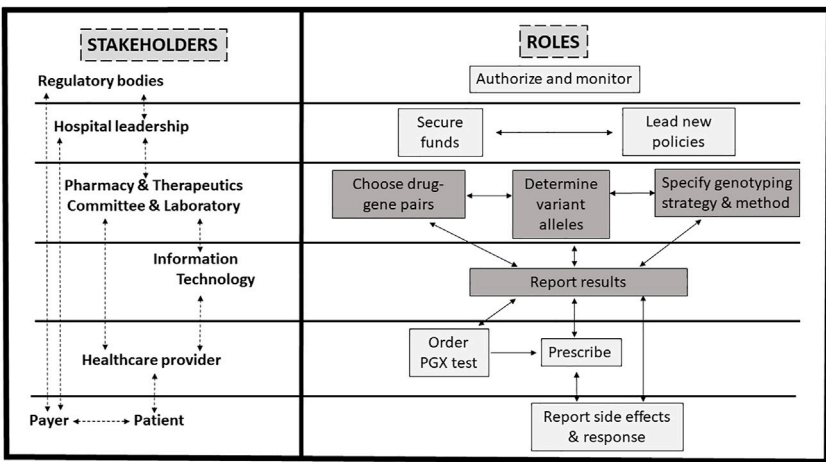 STAKEHOLDERS
ROLES
Regulatory bodies
Authorize and monitor
Hospital leadership
Secure
funds
Lead new
policies
Pharmacy & Therapeutics
Committee & Laboratory
Choose drug-
gene pairs
Determine
variant
alleles
Specify genotyping
strategy & method
Information
Technology
Report results
Healthcare provider
Order
PGX test
Prescribe
Payer
Patient
Report side effects
& response